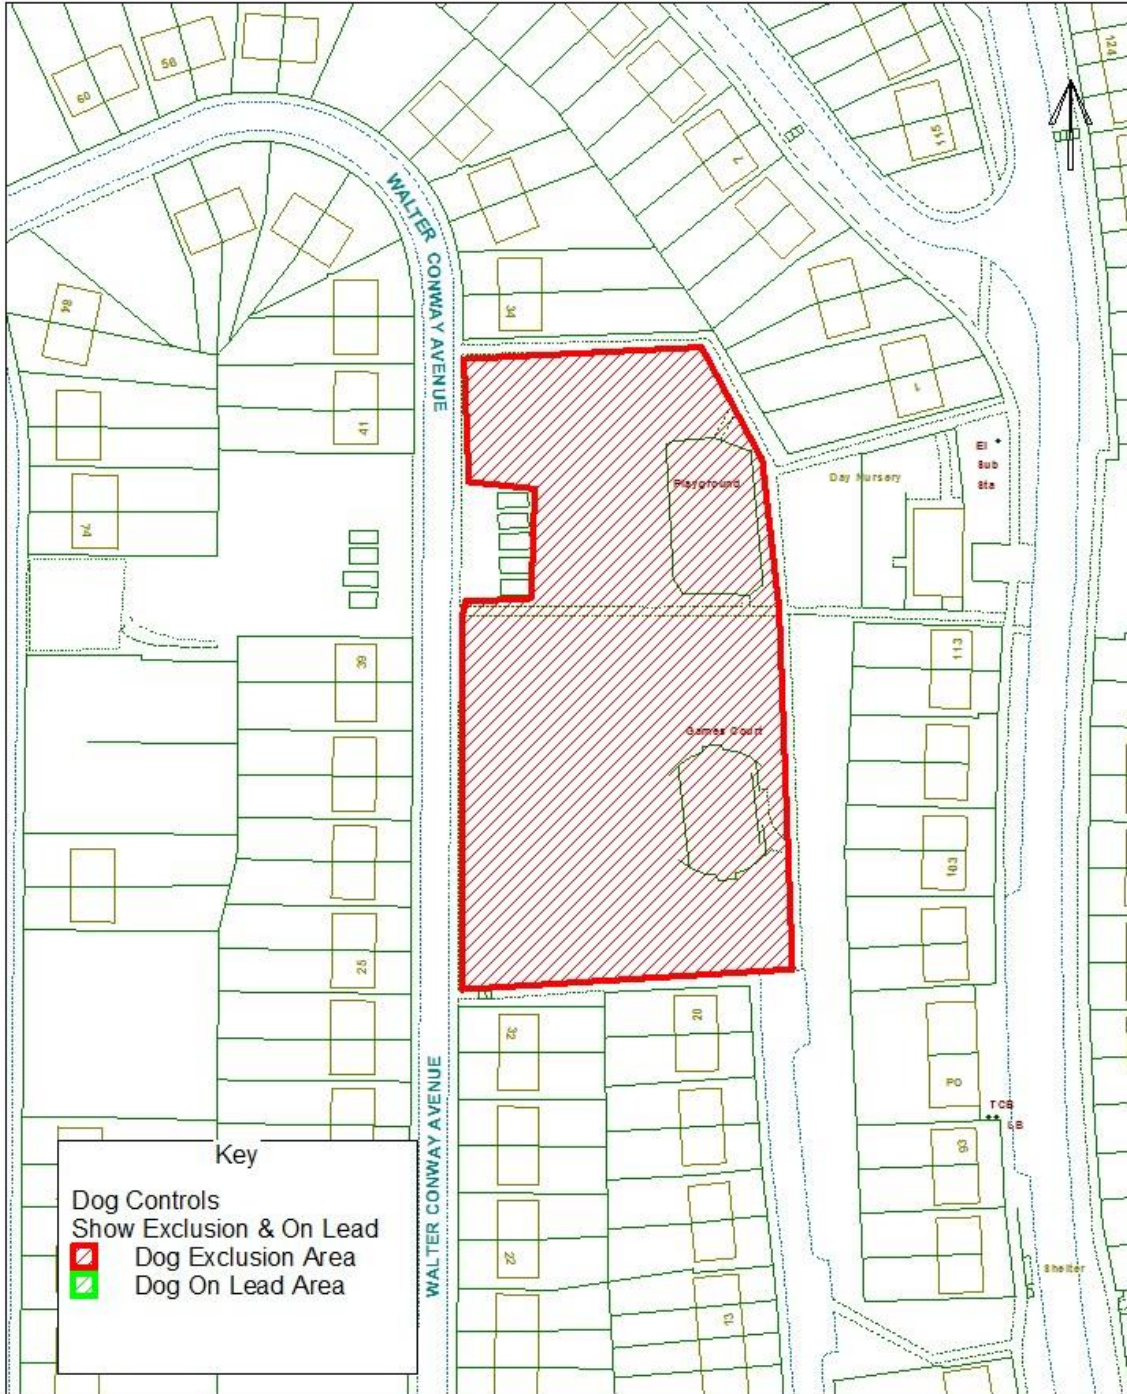 124
56
60
115
7
WALTER CONWAY AVENUE
34
64
1
41
El
Sub
Sta
Playground
Day Nursery
74
39
113
Games Court
103
25
20
32
PO
TCB
LB
93
WALTER CONWAY AVENUE
22
Shelter
13
Key
Dog Controls
Show Exclusion & On Lead
Dog Exclusion Area
Dog On Lead Area